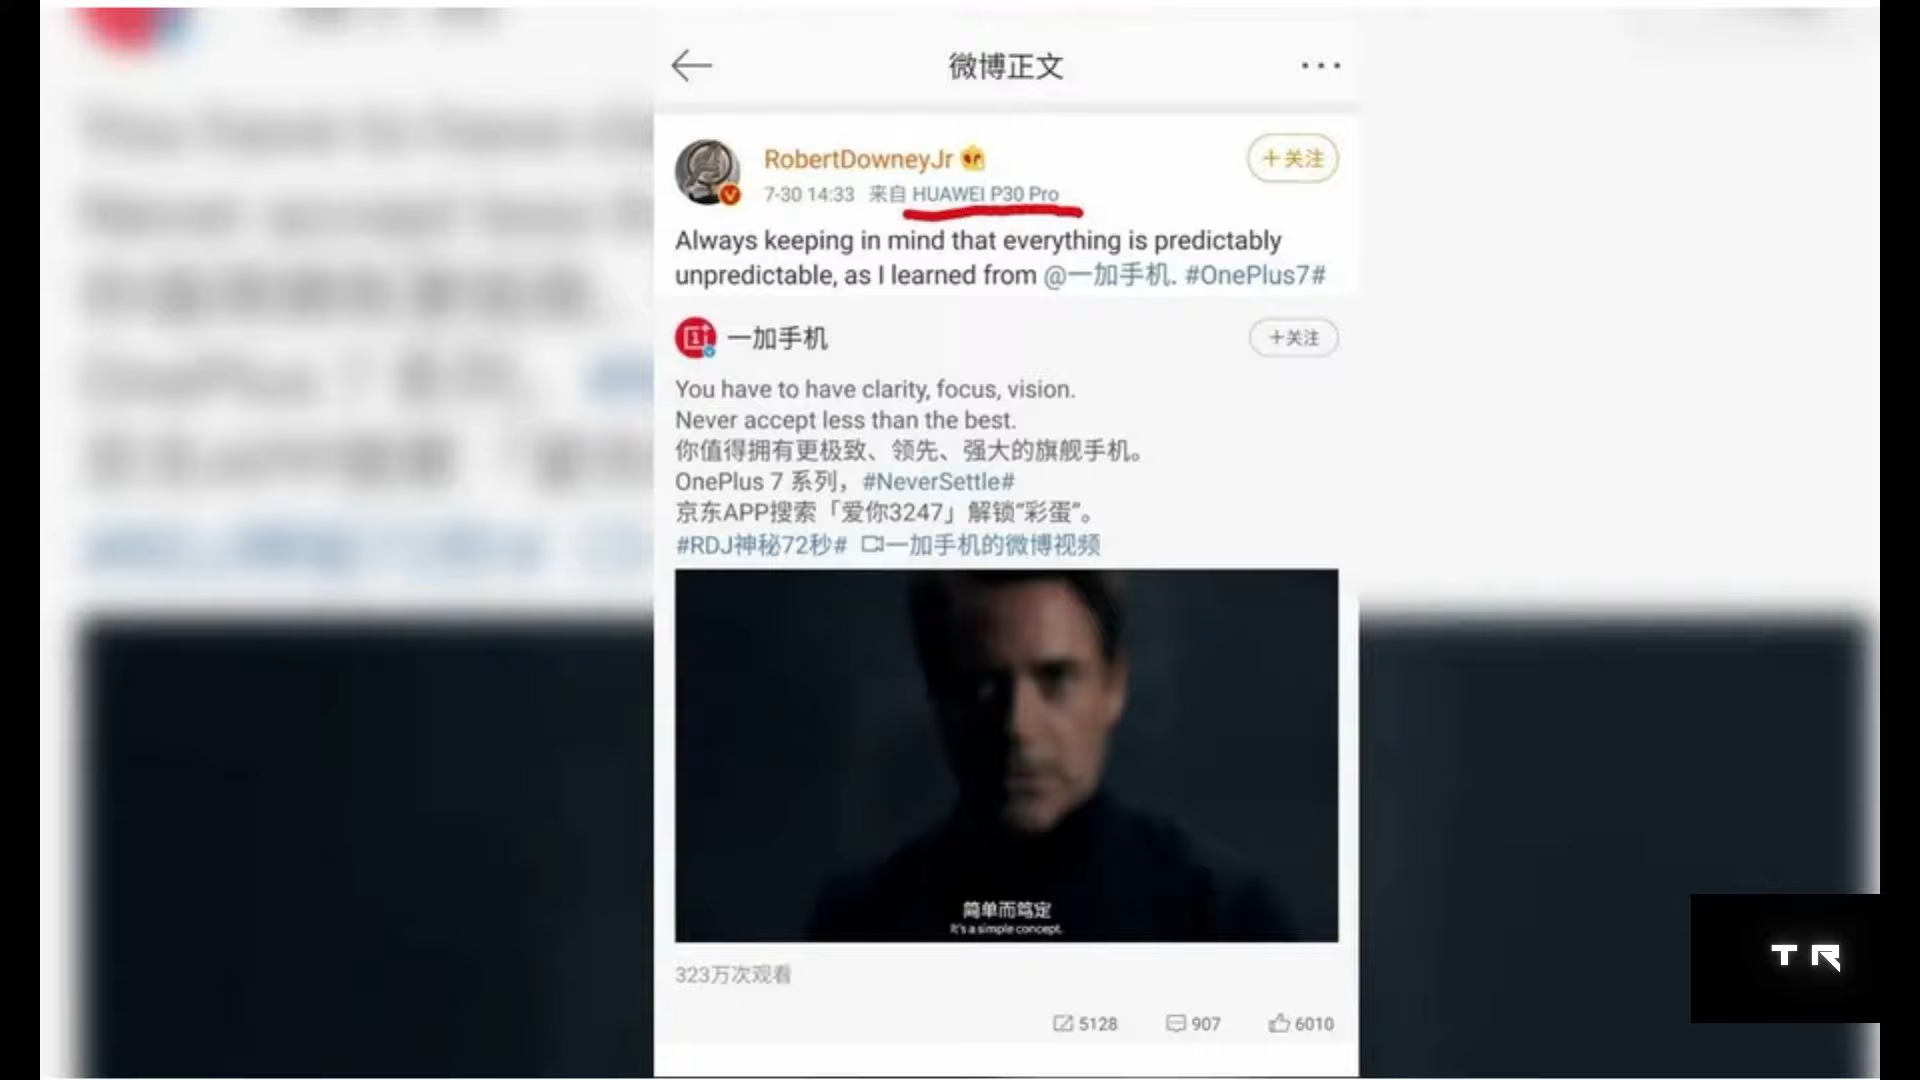 微博正文
RobertDowneyJr
+关注
7-30 14:33 来自 HUAWEI P30 Pro
Always keeping in mind that everything is predictably
unpredictable, as I learned from @一加手机. #OnePlus7#
一加手机
+关注
You have to have clarity, focus, vision.
Never accept less than the best.
你值得拥有更极致、领先、强大的旗舰手机。
OnePlus 7 系列，#NeverSettle#
京东APP搜索「爱你3247」解锁“彩蛋”。
#RDJ神秘72秒# 一加手机的微博视频
简单而笃定
It's a simple concept.
323万次观看
5128 907 6010
TR